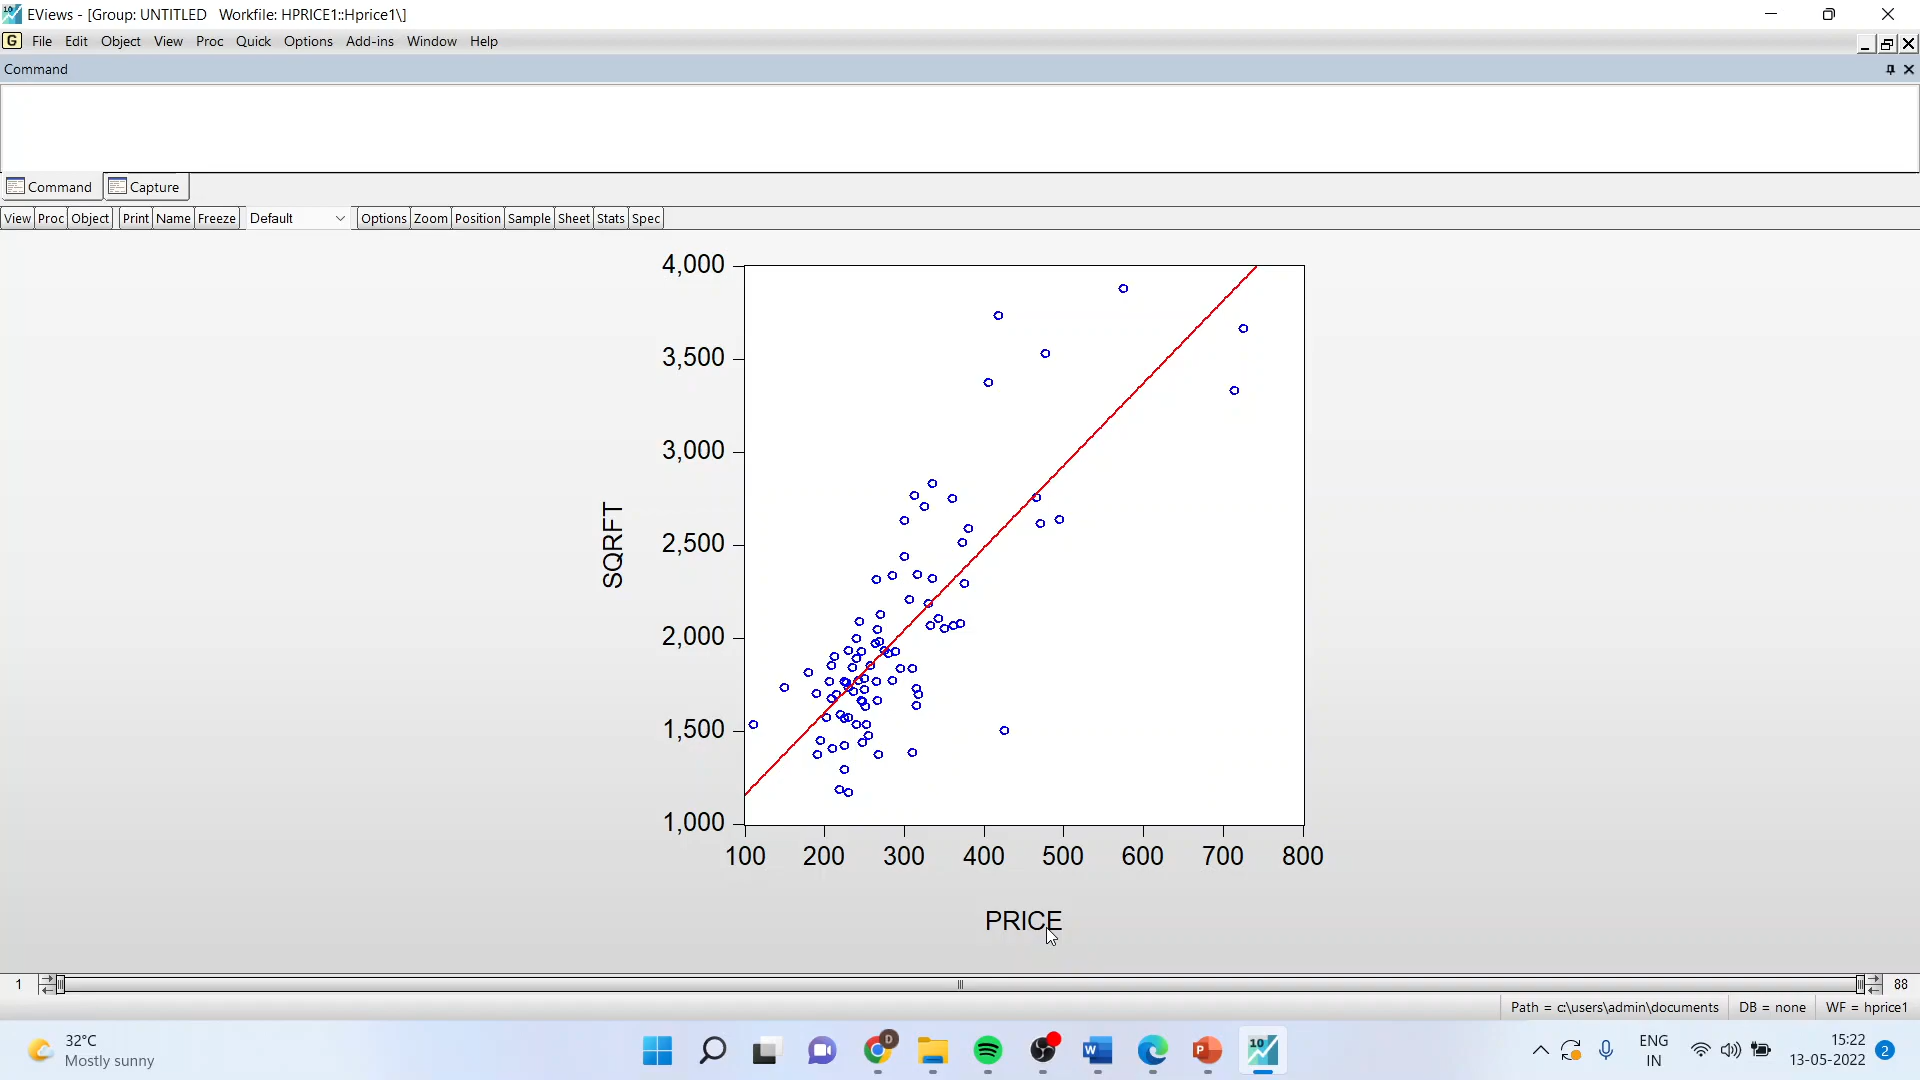 EViews - [Group: UNTITLED   Workfile: HPRICE1::Hprice1\]
G File Edit Object View Proc Quick Options Add-ins Window Help
Command
Command Capture
View Proc Object Print Name Freeze Default Options Zoom Position Sample Sheet Stats Spec
4,000
3,500
3,000
2,500
2,000
1,500
1,000
SQRFT
100 200 300 400 500 600 700 800
PRICE
1 88
Path = c:\users\admin\documents DB = none WF = hprice1
32°C
Mostly sunny
D
W
P
10
ENG
IN
15:22
13-05-2022
2